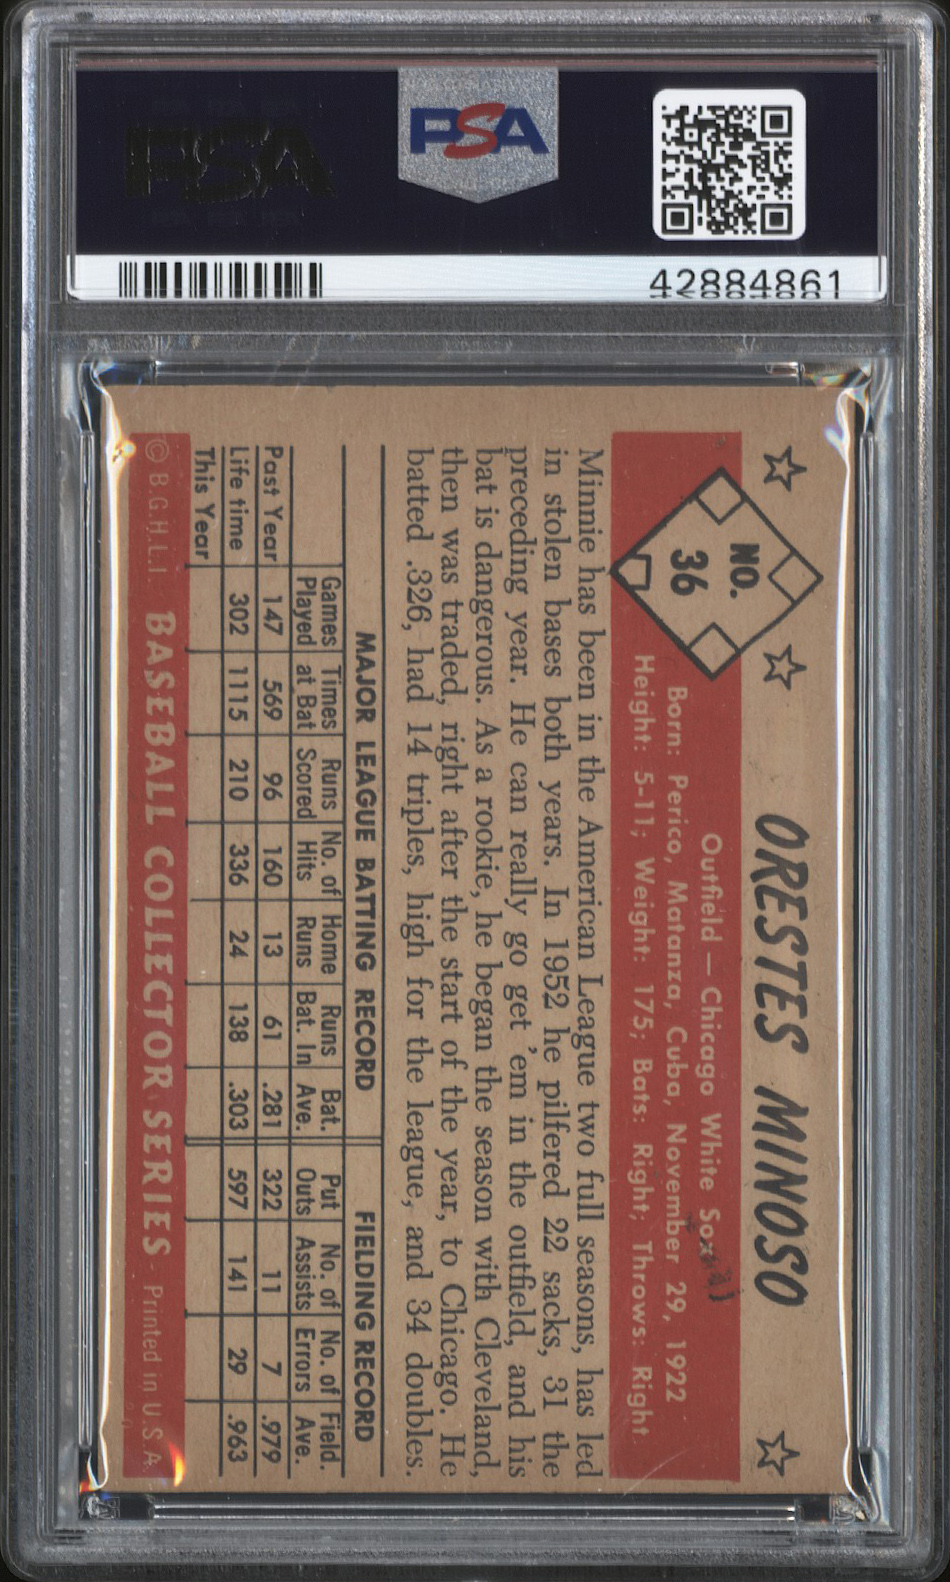 PSA
PSA
42884861
NO.
36
ORESTES MINOSO
Outfield — Chicago White Sox
Born: Perico, Matanza, Cuba, November 29, 1922
Height: 5-11; Weight: 175; Bats: Right; Throws: Right
Minnie has been in the American League two full seasons, has led
in stolen bases both years. In 1952 he pilfered 22 sacks, 31 the
preceding year. He can really go get 'em in the outfield, and his
bat is dangerous. As a rookie, he began the season with Cleveland,
then was traded, right after the start of the year, to Chicago. He
batted .326, had 14 triples, high for the league, and 34 doubles.
MAJOR LEAGUE BATTING RECORD FIELDING RECORD
Games Times Runs No. of Home Runs Bat. Put No. of No. of Field.
Played at Bat Scored Hits Runs Bat. In Ave. Outs Assists Errors Ave.
Past Year 147 569 96 160 13 61 .281 322 11 7 .979
Life time 302 1115 210 336 24 138 .303 597 141 29 .963
This Year
© B.G.H.L.I. BASEBALL COLLECTOR SERIES - Printed in U.S.A.